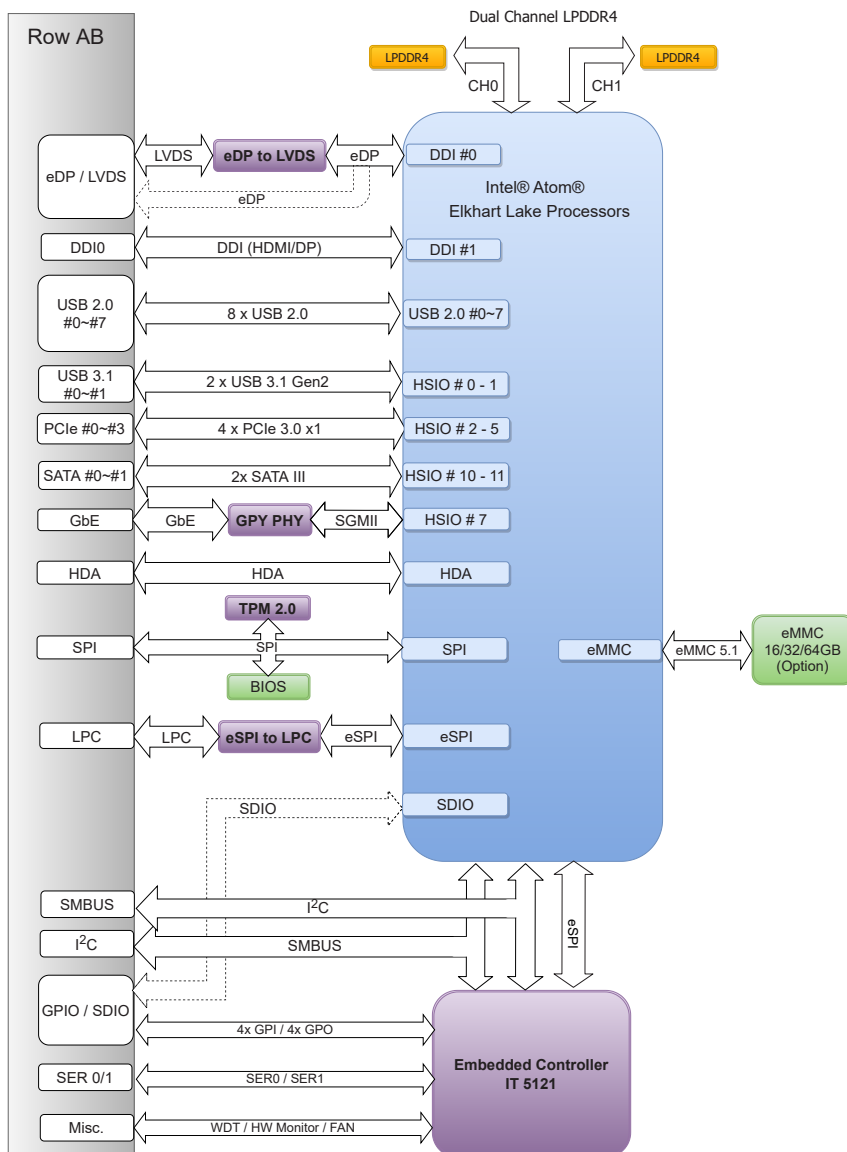 Dual Channel LPDDR4
Row AB
LPDDR4
LPDDR4
CH0
CH1
eDP / LVDS
LVDS
eDP to LVDS
eDP
DDI #0
eDP
Intel® Atom®
Elkhart Lake Processors
DDI0
DDI (HDMI/DP)
DDI #1
USB 2.0
#0~#7
8 x USB 2.0
USB 2.0 #0~7
USB 3.1
#0~#1
2 x USB 3.1 Gen2
HSIO # 0 - 1
PCIe #0~#3
4 x PCIe 3.0 x1
HSIO # 2 - 5
SATA #0~#1
2x SATA III
HSIO # 10 - 11
GbE
GbE
GPY PHY
SGMII
HSIO # 7
HDA
HDA
HDA
TPM 2.0
SPI
SPI
SPI
BIOS
eMMC
eMMC 5.1
eMMC
16/32/64GB
(Option)
LPC
LPC
eSPI to LPC
eSPI
eSPI
SDIO
SDIO
SMBUS
I²C
I²C
SMBUS
eSPI
GPIO / SDIO
4x GPI / 4x GPO
Embedded Controller
IT 5121
SER 0/1
SER0 / SER1
Misc.
WDT / HW Monitor / FAN